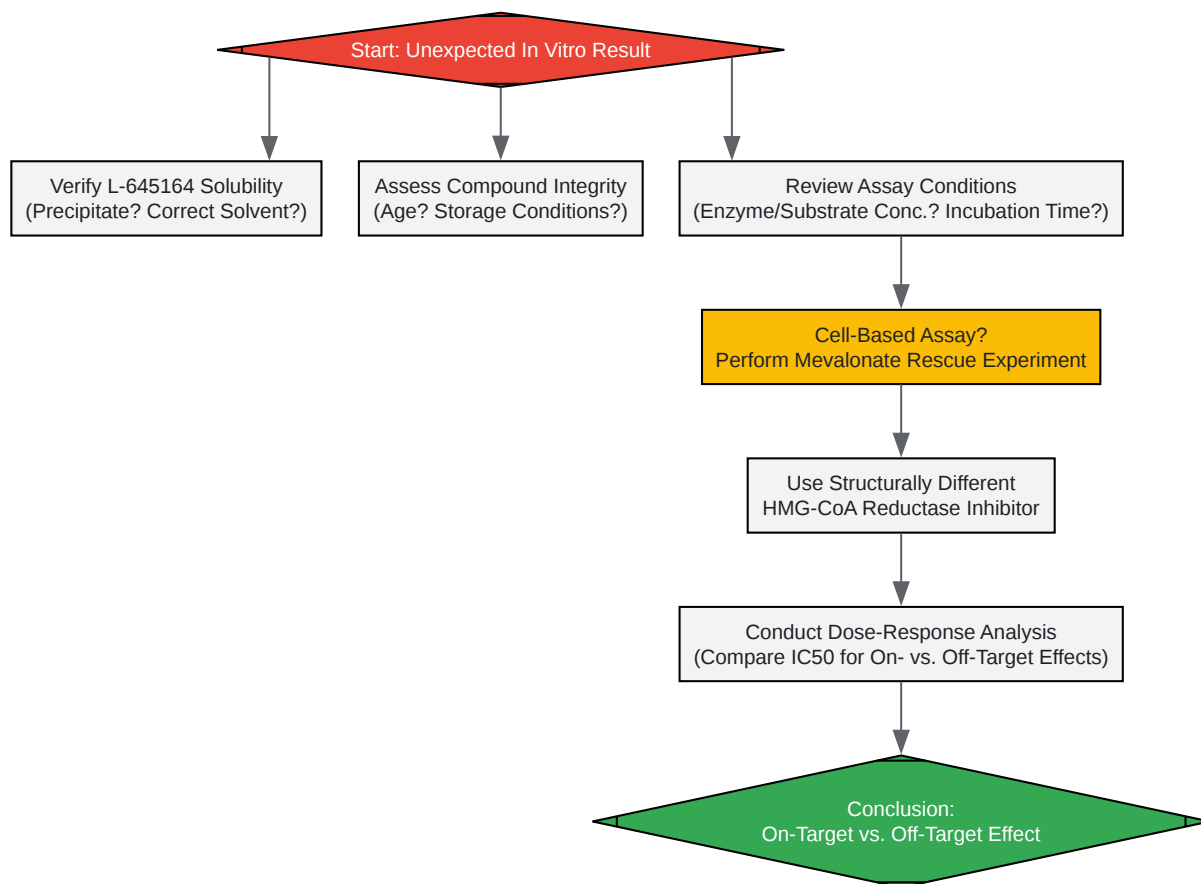 Start: Unexpected In Vitro Result
Verify L-645164 Solubility
(Precipitate? Correct Solvent?)
Assess Compound Integrity
(Age? Storage Conditions?)
Review Assay Conditions
(Enzyme/Substrate Conc.? Incubation Time?)
Cell-Based Assay?
Perform Mevalonate Rescue Experiment
Use Structurally Different
HMG-CoA Reductase Inhibitor
Conduct Dose-Response Analysis
(Compare IC50 for On- vs. Off-Target Effects)
Conclusion:
On-Target vs. Off-Target Effect